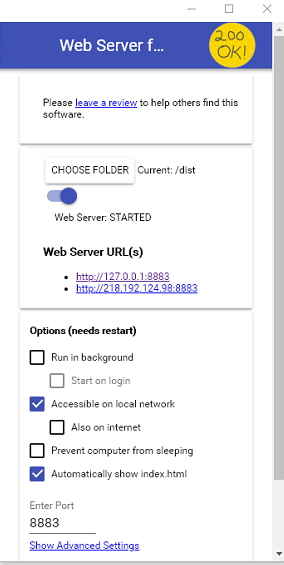 Web Server f...
200
OK!
Please leave a review to help others find this
software.
CHOOSE FOLDER Current: /dist
Web Server: STARTED
Web Server URL(s)
http://127.0.0.1:8883
http://218.192.124.98:8883
Options (needs restart)
Run in background
Start on login
Accessible on local network
Also on internet
Prevent computer from sleeping
Automatically show index.html
Enter Port
8883
Show Advanced Settings